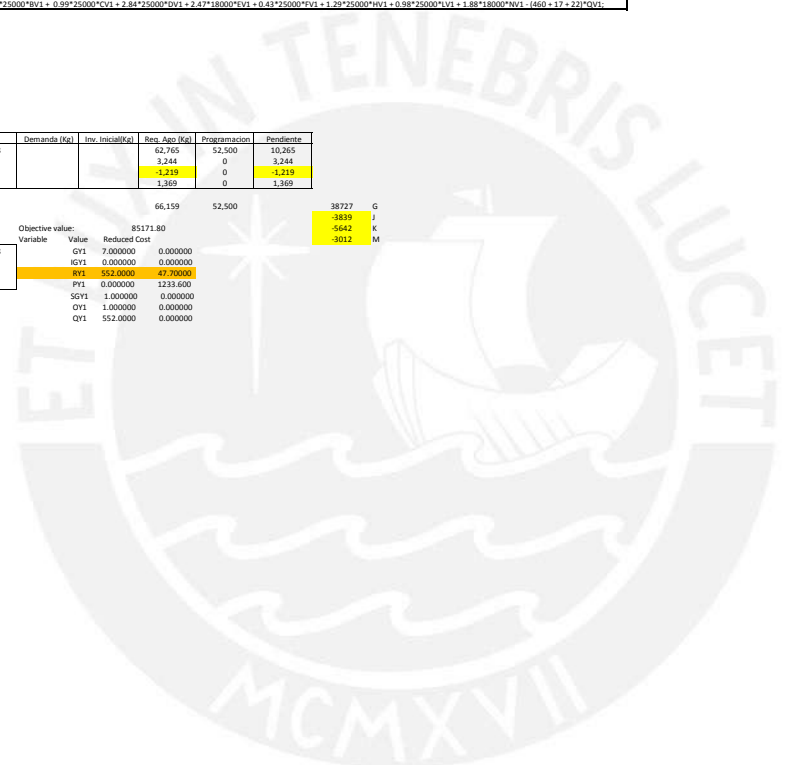 *25000*BV1 + 0.99*25000*CV1 + 2.84*25000*DV1 + 2.47*18000*EV1 + 0.43*25000*FV1 + 1.29*25000*HV1 + 0.98*25000*LV1 + 1.88*18000*NV1 - (460 + 17 + 22)*QV1;
Demanda (Kg) Inv. Inicial(Kg) Req. Ago (Kg) Programacion Pendiente
62,765 52,500 10,265
3,244 0 3,244
-1,219 0 -1,219
1,369 0 1,369
66,159 52,500 38727 G
-3839 J
Objective value: 85171.80 -5642 K
Variable Value Reduced Cost -3012 M
GY1 7.000000 0.000000
IGY1 0.000000 0.000000
RY1 552.0000 47.70000
PY1 0.000000 1233.600
SGY1 1.000000 0.000000
OY1 1.000000 0.000000
QY1 552.0000 0.000000
ET VIX IN TENEBRIS LUCET
MCMXVII